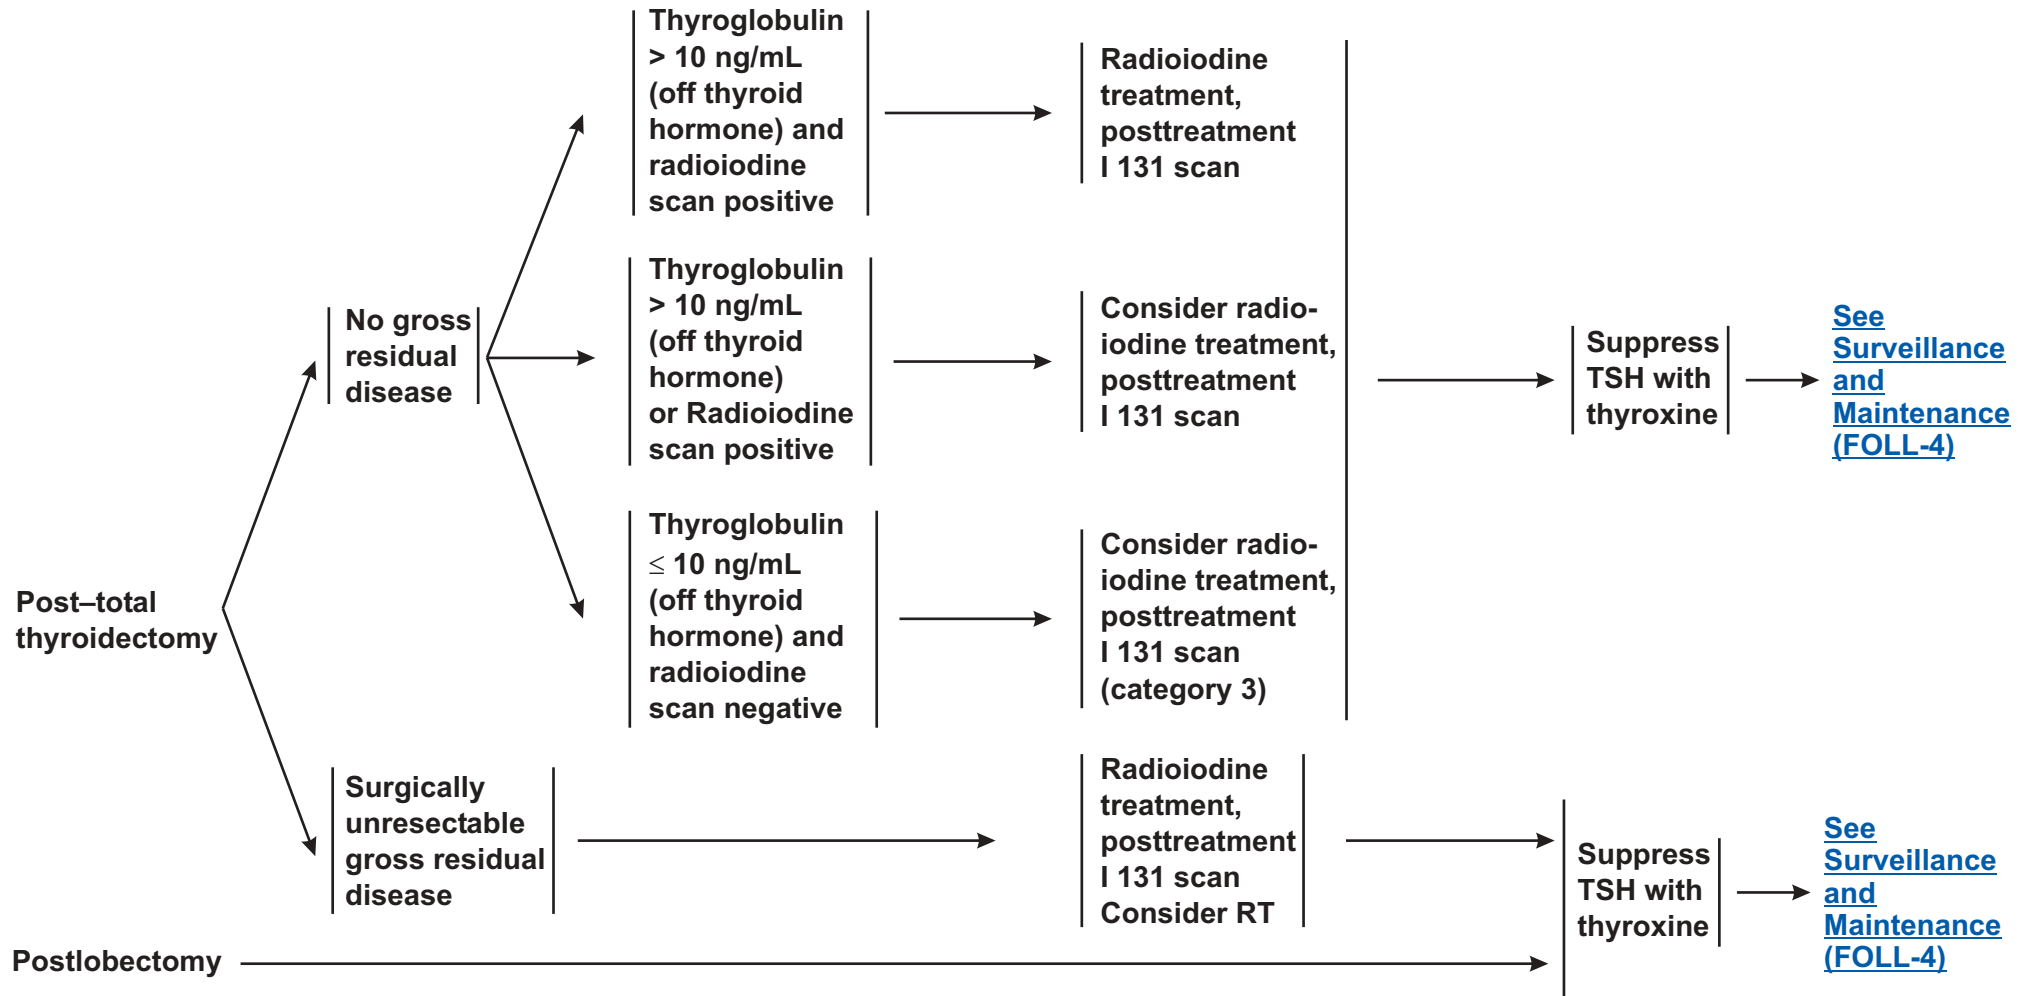 Post–total
thyroidectomy
No gross
residual
disease
Thyroglobulin
> 10 ng/mL
(off thyroid
hormone) and
radioiodine
scan positive
Radioiodine
treatment,
posttreatment
I 131 scan
Thyroglobulin
> 10 ng/mL
(off thyroid
hormone)
or Radioiodine
scan positive
Consider radio-
iodine treatment,
posttreatment
I 131 scan
Thyroglobulin
≤ 10 ng/mL
(off thyroid
hormone) and
radioiodine
scan negative
Consider radio-
iodine treatment,
posttreatment
I 131 scan
(category 3)
Suppress
TSH with
thyroxine
See
Surveillance
and
Maintenance
(FOLL-4)
Surgically
unresectable
gross residual
disease
Radioiodine
treatment,
posttreatment
I 131 scan
Consider RT
Postlobectomy
Suppress
TSH with
thyroxine
See
Surveillance
and
Maintenance
(FOLL-4)